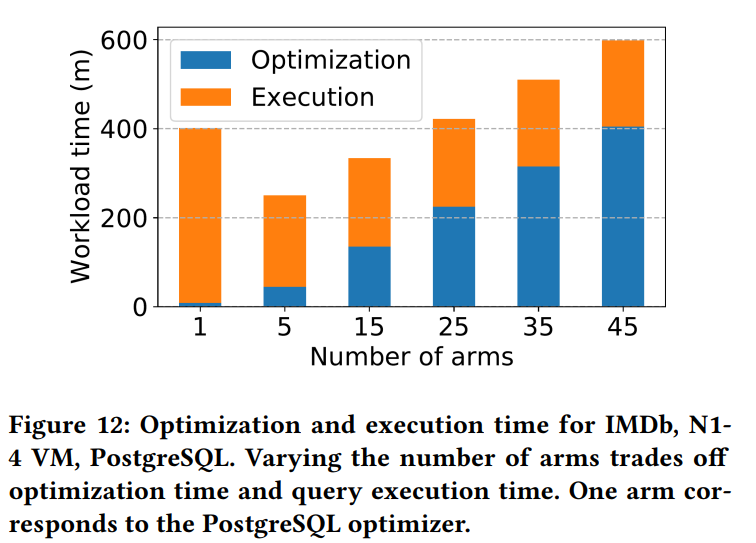 600
400
200
0
Workload time (m)
Optimization
Execution
1 5 15 25 35 45
Number of arms
Figure 12: Optimization and execution time for IMDb, N1-
4 VM, PostgreSQL. Varying the number of arms trades off
optimization time and query execution time. One arm cor-
responds to the PostgreSQL optimizer.